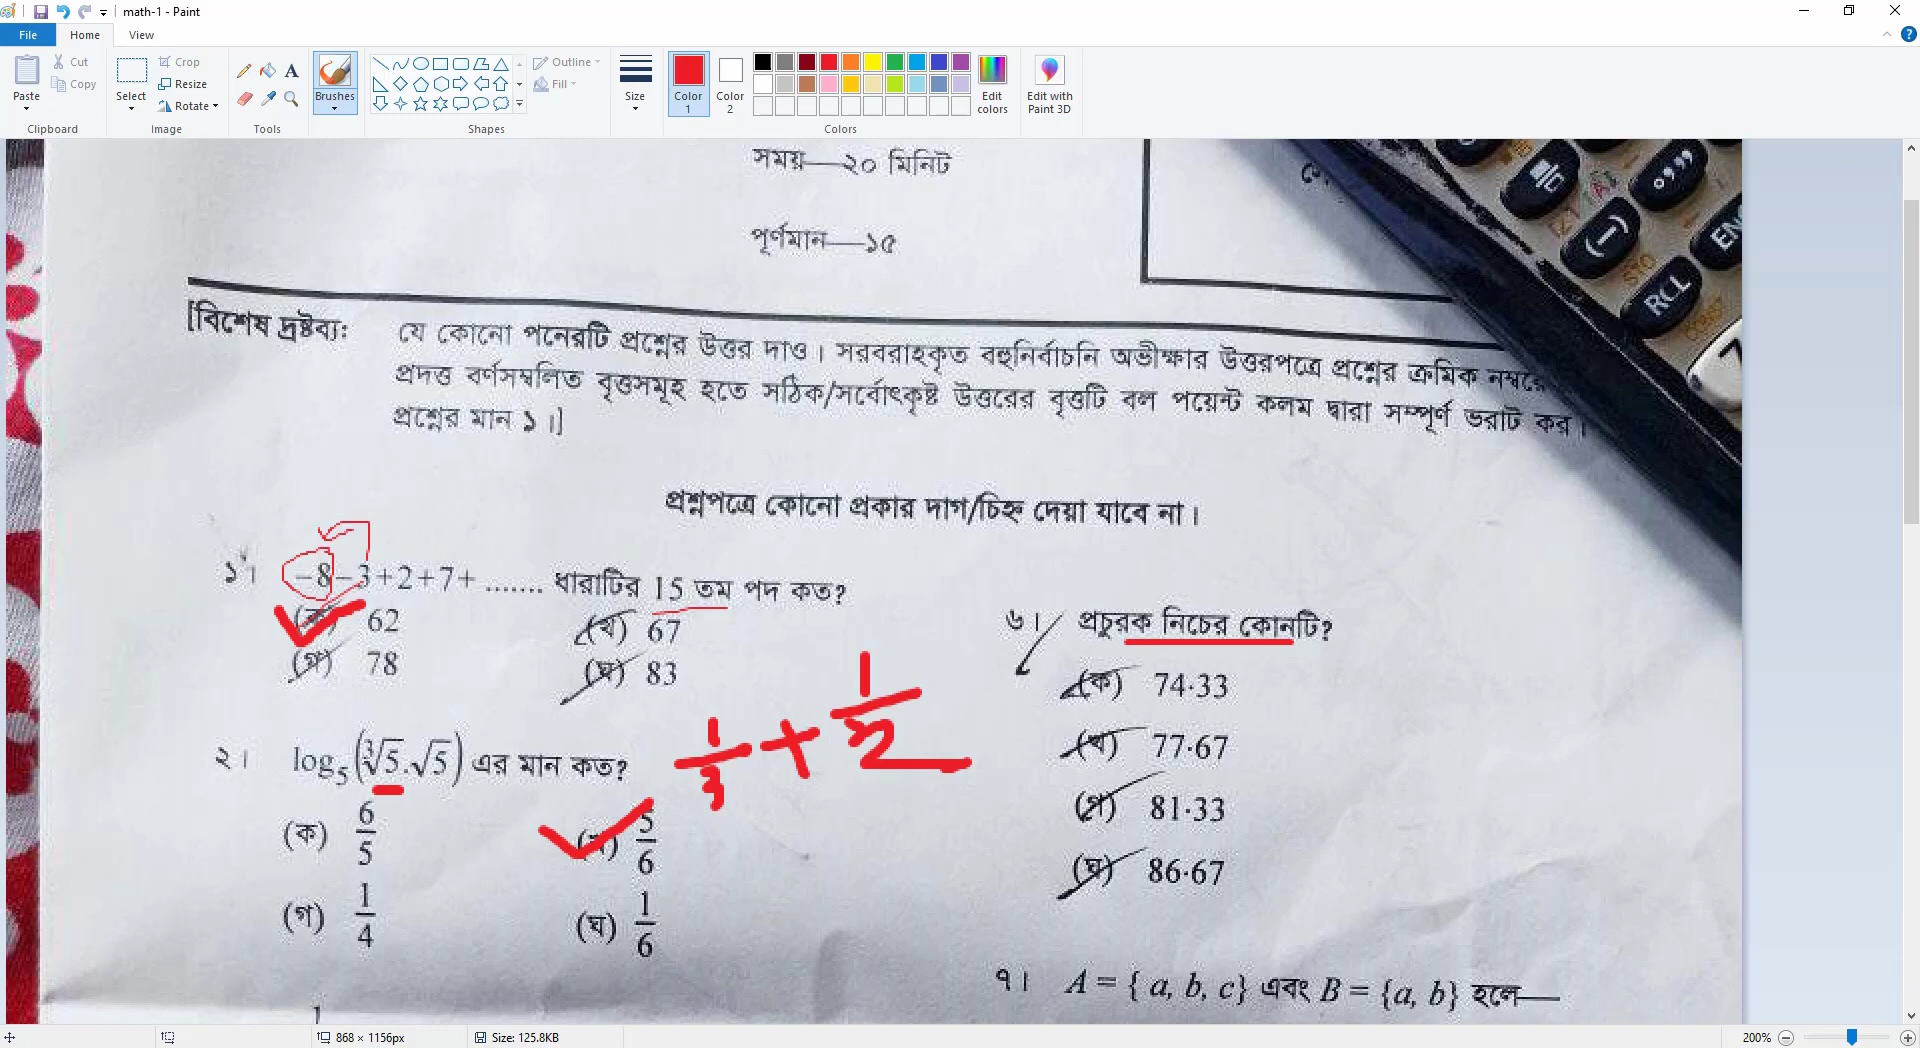 math-1 - Paint
File Home View
Paste Cut Copy Clipboard
Select Crop Resize Rotate Image
Tools
Brushes
Outline Fill Shapes
Size
Color 1 Color 2 Edit colors Colors
Edit with Paint 3D
সময়—২০ মিনিট
পূর্ণমান—১৫
RCL
STO
[বিশেষ দ্রষ্টব্য: যে কোনো পনেরটি প্রশ্নের উত্তর দাও। সরবরাহকৃত বহুনির্বাচনি অভীক্ষার উত্তরপত্রে প্রশ্নের ক্রমিক নম্বরে
প্রদত্ত বর্ণসম্বলিত বৃত্তসমূহ হতে সঠিক/সর্বোৎকৃষ্ট উত্তরের বৃত্তটি বল পয়েন্ট কলম দ্বারা সম্পূর্ণ ভরাট কর।
প্রশ্নের মান ১।]
প্রশ্নপত্রে কোনো প্রকার দাগ/চিহ্ন দেয়া যাবে না।
১। −8−3+2+7+ ....... ধারাটির 15 তম পদ কত?
(ক) 62 (খ) 67
(গ) 78 (ঘ) 83
1/3 + 1/2
২। log₅(∛5.√5) এর মান কত?
(ক) 6/5 (খ) 5/6
(গ) 1/4 (ঘ) 1/6
৬। প্রচুরক নিচের কোনটি?
(ক) 74·33
(খ) 77·67
(গ) 81·33
(ঘ) 86·67
৭। A = { a, b, c} এবং B = {a, b} হলে—
868 × 1156px Size: 125.8KB 200%